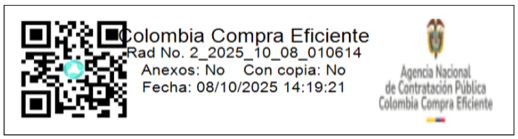 Colombia Compra Eficiente
Rad No. 2_2025_10_08_010614
Anexos: No Con copia: No
Fecha: 08/10/2025 14:19:21
Agencia Nacional
de Contratación Pública
Colombia Compra Eficiente